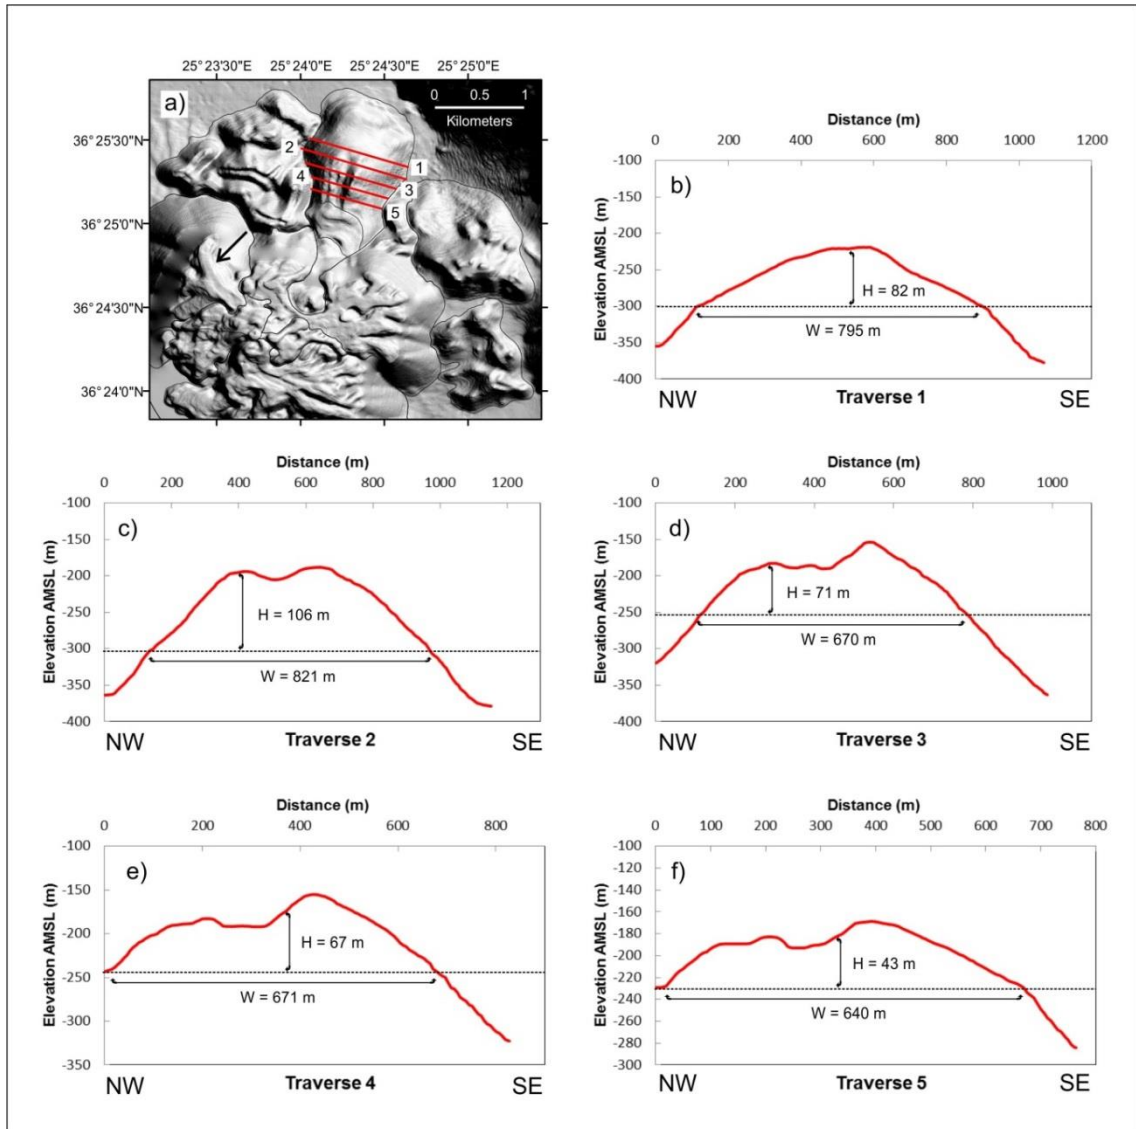 25° 23'30"E 25° 24'0"E 25° 24'30"E 25° 25'0"E
a)
0 0.5 1
Kilometers
36° 25'30"N
36° 25'0"N
36° 24'30"N
36° 24'0"N
2
4
1
3
5
Distance (m)
0 200 400 600 800 1000 1200
Elevation AMSL (m)
-100
-150
-200
-250
-300
-350
-400
b)
H = 82 m
W = 795 m
NW Traverse 1 SE
Distance (m)
0 200 400 600 800 1000 1200
Elevation AMSL (m)
-100
-150
-200
-250
-300
-350
-400
c)
H = 106 m
W = 821 m
NW Traverse 2 SE
Distance (m)
0 200 400 600 800 1000
Elevation AMSL (m)
-100
-150
-200
-250
-300
-350
-400
d)
H = 71 m
W = 670 m
NW Traverse 3 SE
Distance (m)
0 200 400 600 800
Elevation AMSL (m)
-100
-150
-200
-250
-300
-350
e)
H = 67 m
W = 671 m
NW Traverse 4 SE
Distance (m)
0 100 200 300 400 500 600 700 800
Elevation AMSL (m)
-100
-120
-140
-160
-180
-200
-220
-240
-260
-280
-300
f)
H = 43 m
W = 640 m
NW Traverse 5 SE